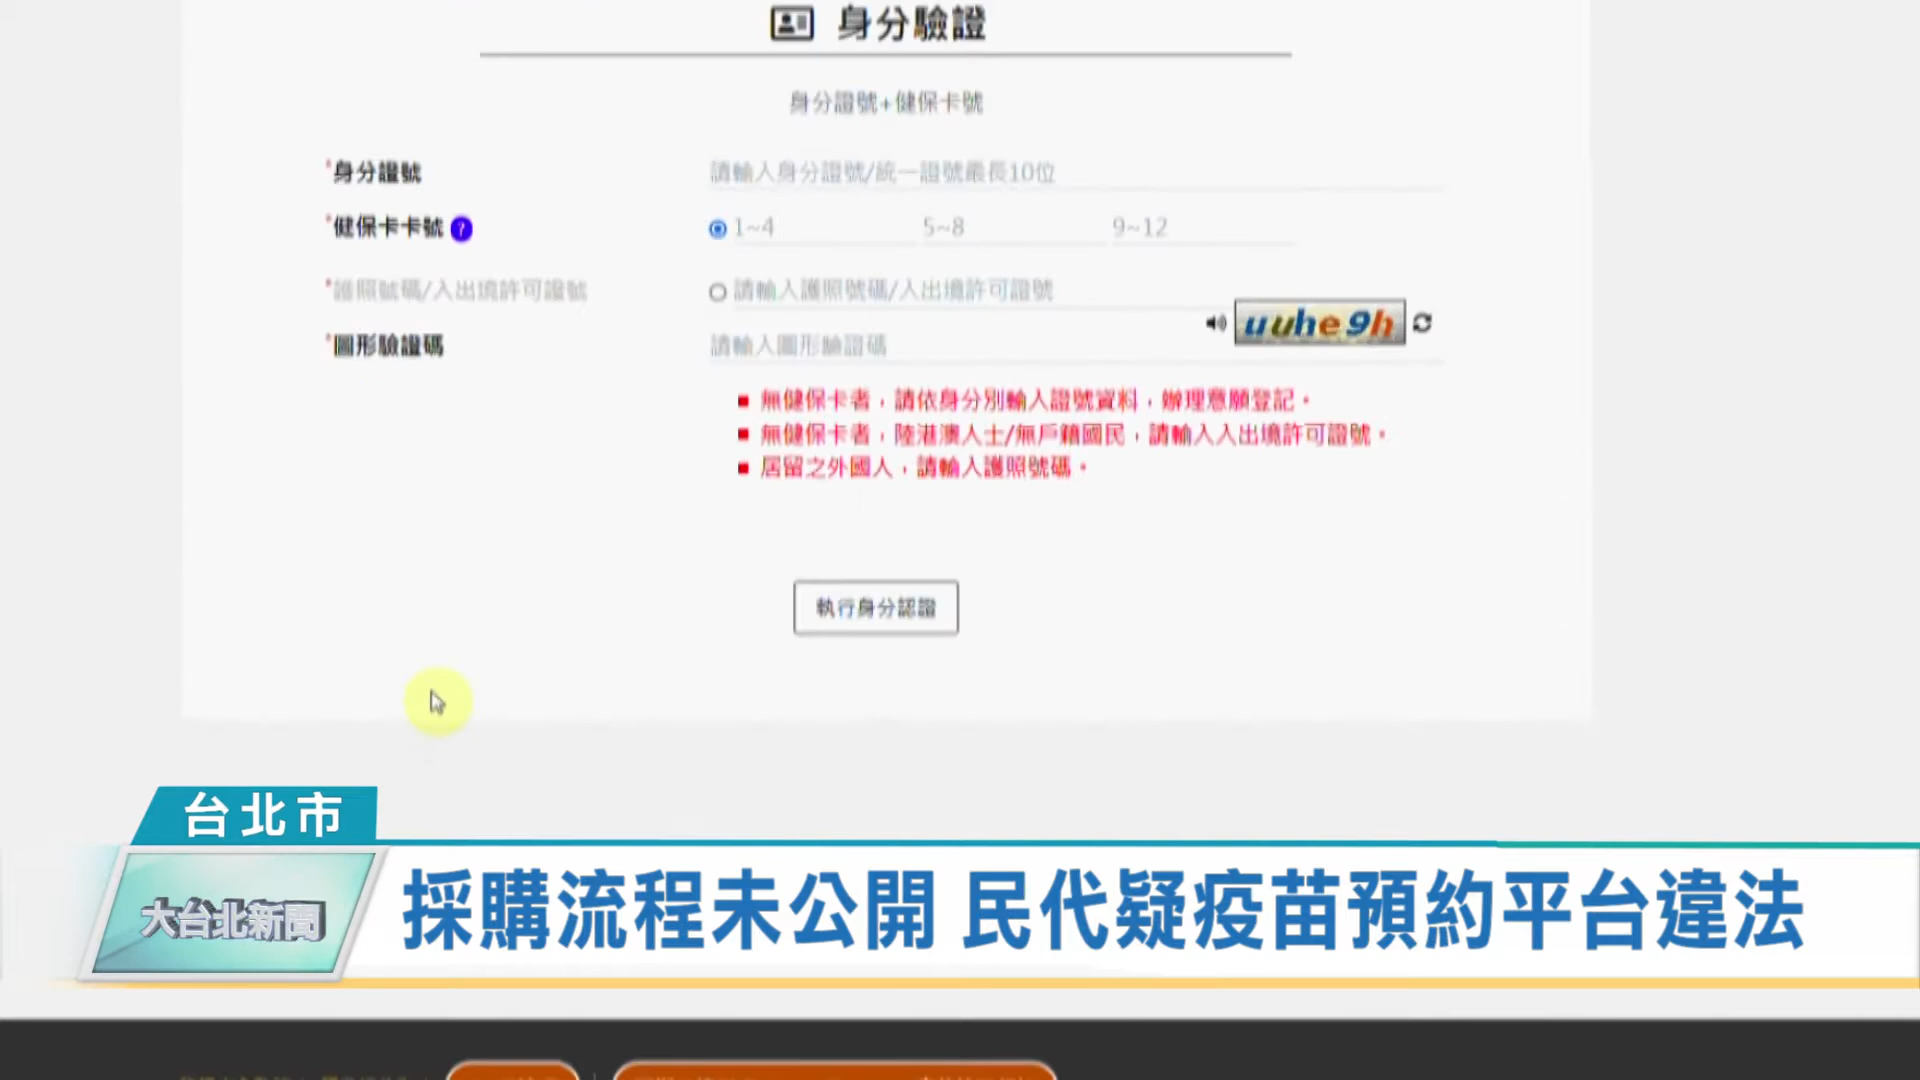 身分驗證
身分證號+健保卡號
*身分證號 請輸入身分證號/統一證號最長10位
*健保卡卡號 ? 1~4 5~8 9~12
*護照號碼/入出境許可證號 請輸入護照號碼/入出境許可證號
uuhe9h
*圖形驗證碼 請輸入圖形驗證碼
無健保卡者，請依身分別輸入證號資料，辦理意願登記。
無健保卡者，陸港澳人士/無戶籍國民，請輸入入出境許可證號。
居留之外國人，請輸入護照號碼。
執行身分認證
台北市
大台北新聞
採購流程未公開 民代疑疫苗預約平台違法